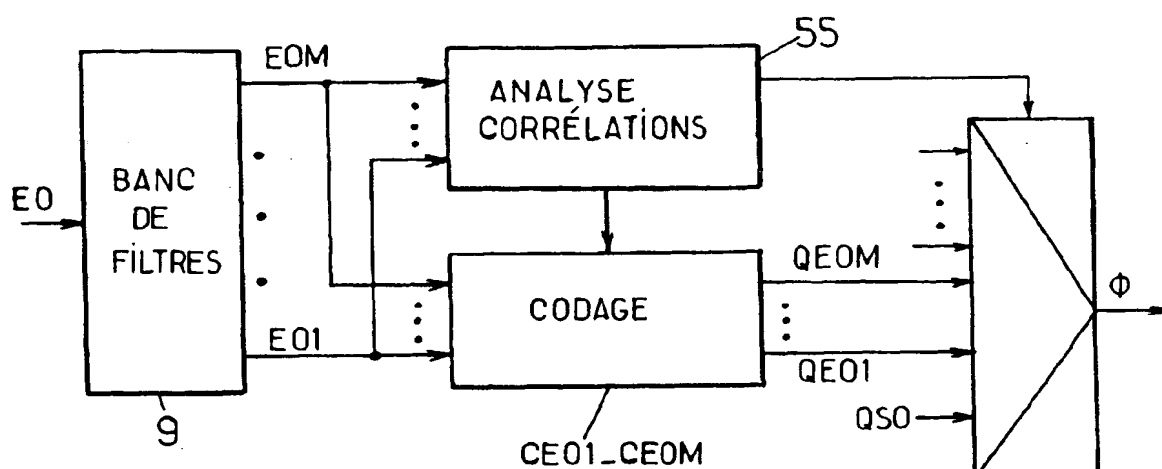 55
EOM
ANALYSE
CORRÉLATIONS
BANC
DE
FILTRES
EO
QEOM
CODAGE
Φ
EO1
QEO1
QSO
9
CEO1_CEOM